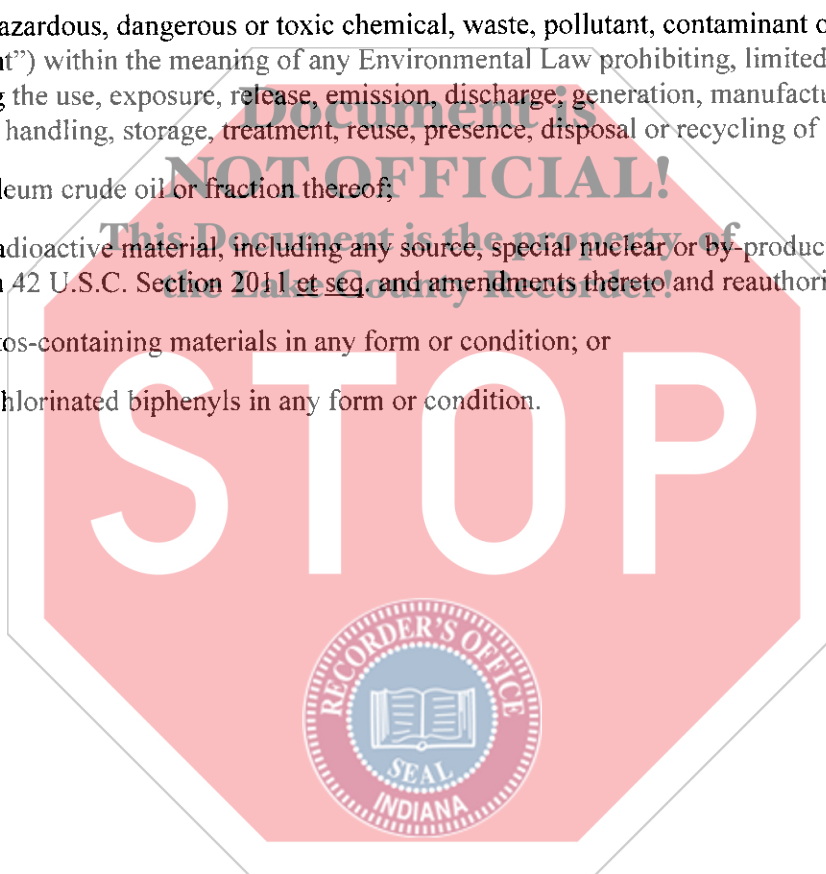 azardous, dangerous or toxic chemical, waste, pollutant, contaminant o
t”) within the meaning of any Environmental Law prohibiting, limited
g the use, exposure, release, emission, discharge, generation, manufactu
Document is
handling, storage, treatment, reuse, presence, disposal or recycling of
NOT OFFICIAL!
leum crude oil or fraction thereof;
This Document is the property of
adioactive material, including any source, special nuclear or by-produc
the Lake County Recorder!
42 U.S.C. Section 2011 et seq. and amendments thereto and reauthori
tos-containing materials in any form or condition; or
hlorinated biphenyls in any form or condition.
STOP
RECORDER'S OFFICE
SEAL
INDIANA